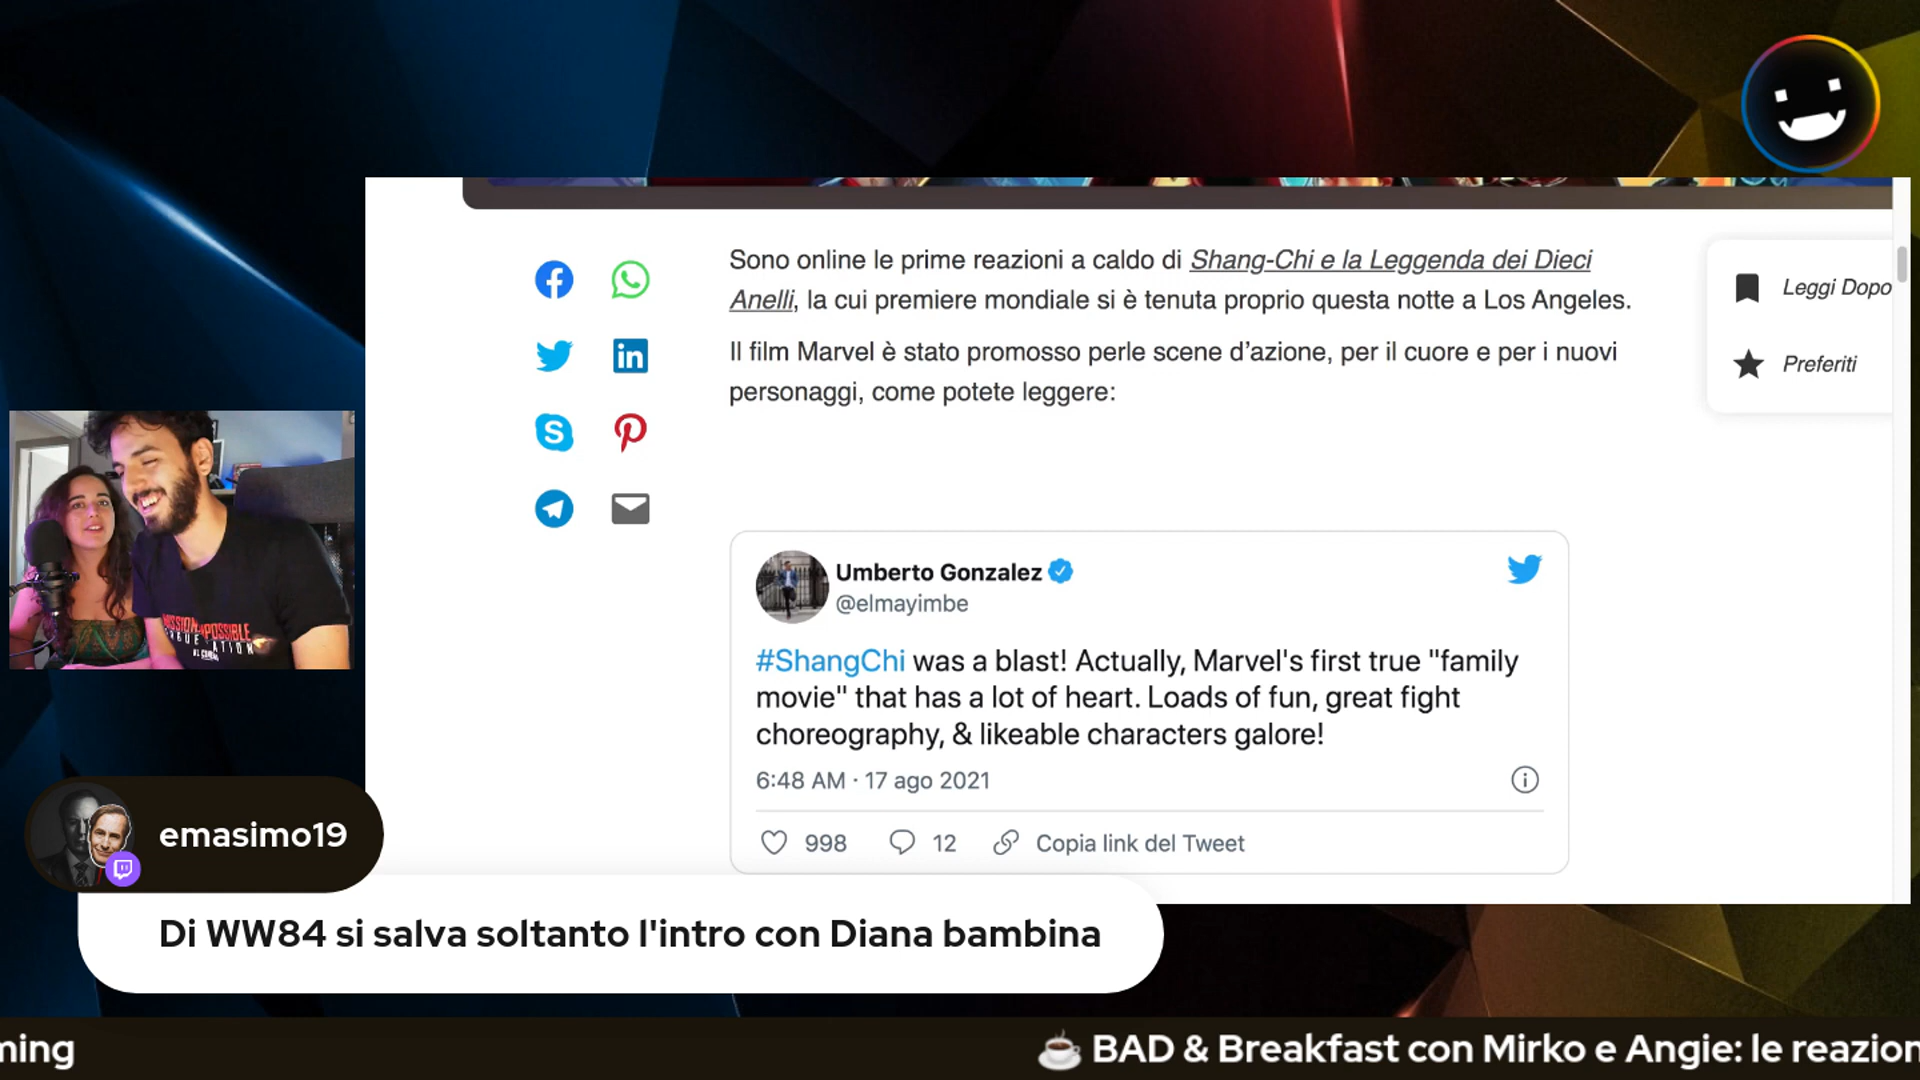 Sono online le prime reazioni a caldo di Shang-Chi e la Leggenda dei Dieci
Anelli, la cui premiere mondiale si è tenuta proprio questa notte a Los Angeles.
Il film Marvel è stato promosso perle scene d'azione, per il cuore e per i nuovi
personaggi, come potete leggere:
Leggi Dopo
Preferiti
Umberto Gonzalez
@elmayimbe
#ShangChi was a blast! Actually, Marvel's first true "family
movie" that has a lot of heart. Loads of fun, great fight
choreography, & likeable characters galore!
6:48 AM · 17 ago 2021
998
12
Copia link del Tweet
MISSION: IMPOSSIBLE
ROGUE NATION
emasimo19
Di WW84 si salva soltanto l'intro con Diana bambina
ming
☕ BAD & Breakfast con Mirko e Angie: le reazion